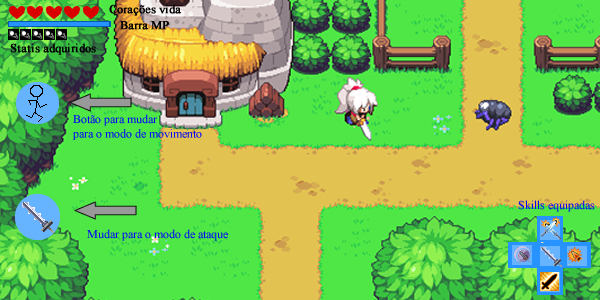 Corações vida
Barra MP
Statis adquiridos
Botão para mudar
para o modo de movimento
Mudar para o modo de ataque
Skills equipadas